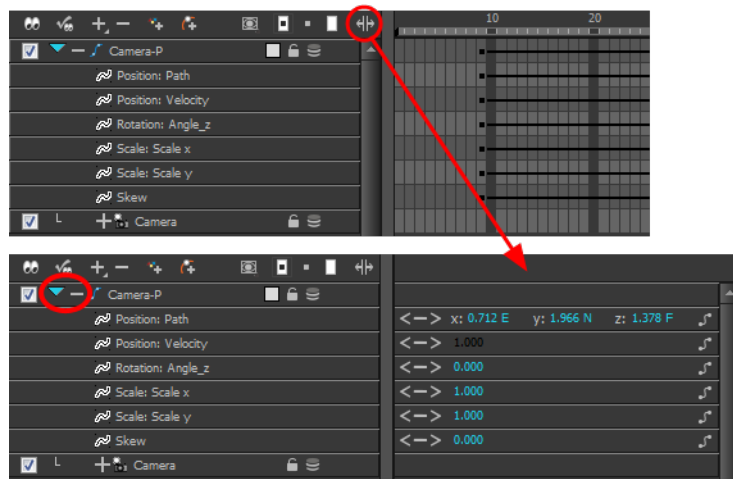 10 20
Camera-P
Position: Path
Position: Velocity
Rotation: Angle_z
Scale: Scale x
Scale: Scale y
Skew
Camera
Camera-P
Position: Path x: 0.712 E y: 1.966 N z: 1.378 F
Position: Velocity 1.000
Rotation: Angle_z 0.000
Scale: Scale x 1.000
Scale: Scale y 1.000
Skew 0.000
Camera